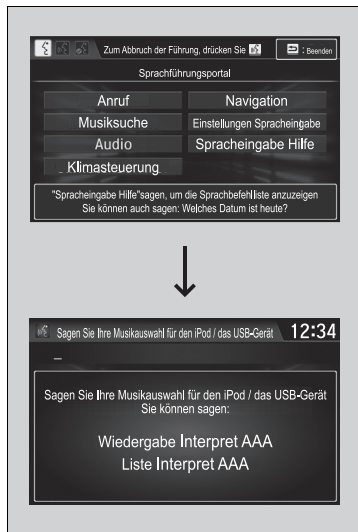 Zum Abbruch der Führung, drücken Sie
: Beenden
Sprachführungsportal
Anruf
Navigation
Musiksuche
Einstellungen Spracheingabe
Audio
Spracheingabe Hilfe
Klimasteuerung
"Spracheingabe Hilfe"sagen, um die Sprachbefehlliste anzuzeigen
Sie können auch sagen: Welches Datum ist heute?
Sagen Sie Ihre Musikauswahl für den iPod / das USB-Gerät 12:34
Sagen Sie Ihre Musikauswahl für den iPod / das USB-Gerät
Sie können sagen:
Wiedergabe Interpret AAA
Liste Interpret AAA